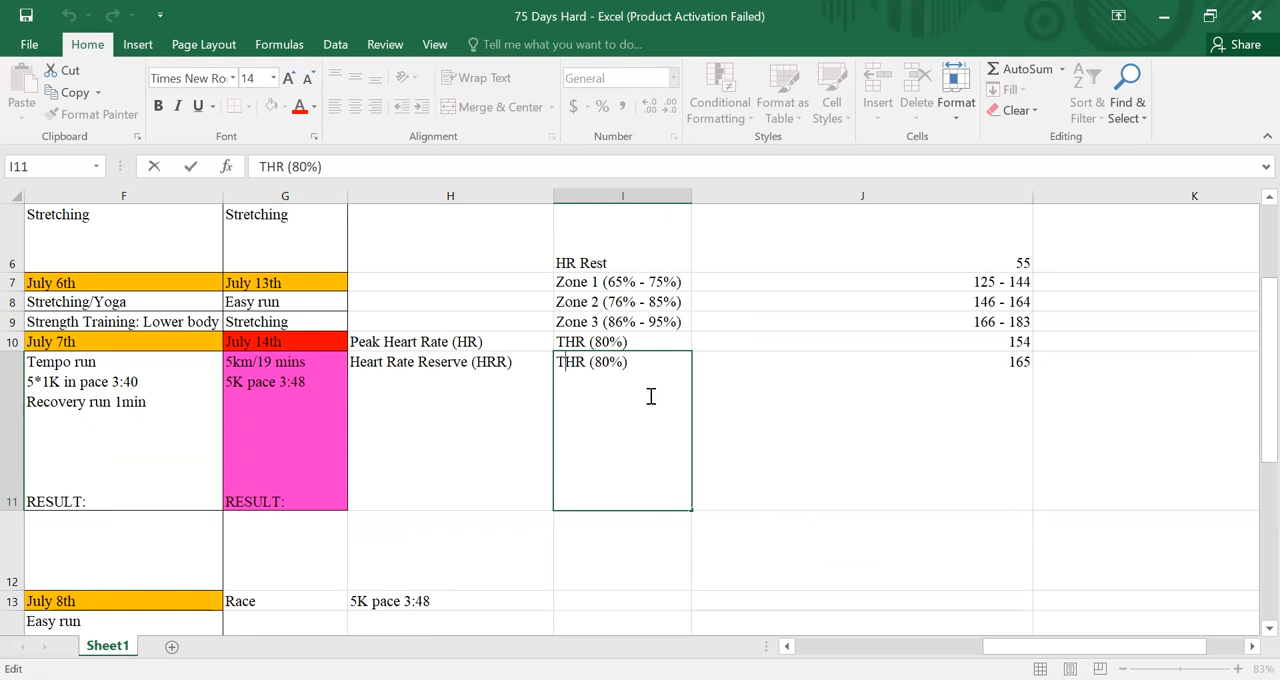 75 Days Hard - Excel (Product Activation Failed)
File Home Insert Page Layout Formulas Data Review View Tell me what you want to do... Share
Cut
Copy
Format Painter
Paste
Clipboard
Times New Ro 14
B I U
Font
Wrap Text
Merge & Center
Alignment
General
$ % ,
Number
Conditional Formatting
Format as Table
Cell Styles
Styles
Insert Delete Format
Cells
AutoSum
Fill
Clear
Sort & Filter
Find & Select
Editing
I11 fx THR (80%)
F G H I J K
Stretching Stretching
6 HR Rest 55
7 July 6th July 13th Zone 1 (65% - 75%) 125 - 144
8 Stretching/Yoga Easy run Zone 2 (76% - 85%) 146 - 164
9 Strength Training: Lower body Stretching Zone 3 (86% - 95%) 166 - 183
10 July 7th July 14th Peak Heart Rate (HR) THR (80%) 154
Tempo run 5km/19 mins Heart Rate Reserve (HRR) THR (80%) 165
5*1K in pace 3:40 5K pace 3:48
Recovery run 1min
11 RESULT: RESULT:
12
13 July 8th Race 5K pace 3:48
Easy run
Sheet1
Edit 83%